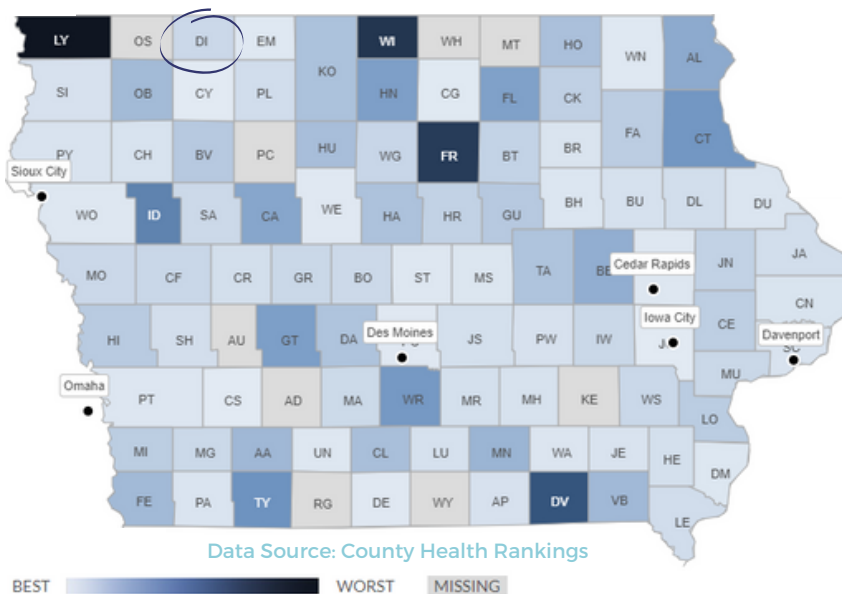 LY OS DI EM WI WH MT HO WN AL
KO
SI OB CY PL HN CG FL CK
FA CT
PY CH BV PC HU WG FR BT BR
Sioux City
WO ID SA CA WE HA HR GU BH BU DL DU
MO CF CR GR BO ST MS TA BE Cedar Rapids JN JA
CN
HI SH AU GT DA Des Moines JS PW IW Iowa City CE Davenport
SC
Omaha PT CS AD MA WR MR MH KE WS MU
LO
MI MG AA UN CL LU MN WA JE HE DM
FE PA TY RG DE WY AP DV VB LE
Data Source: County Health Rankings
BEST WORST MISSING